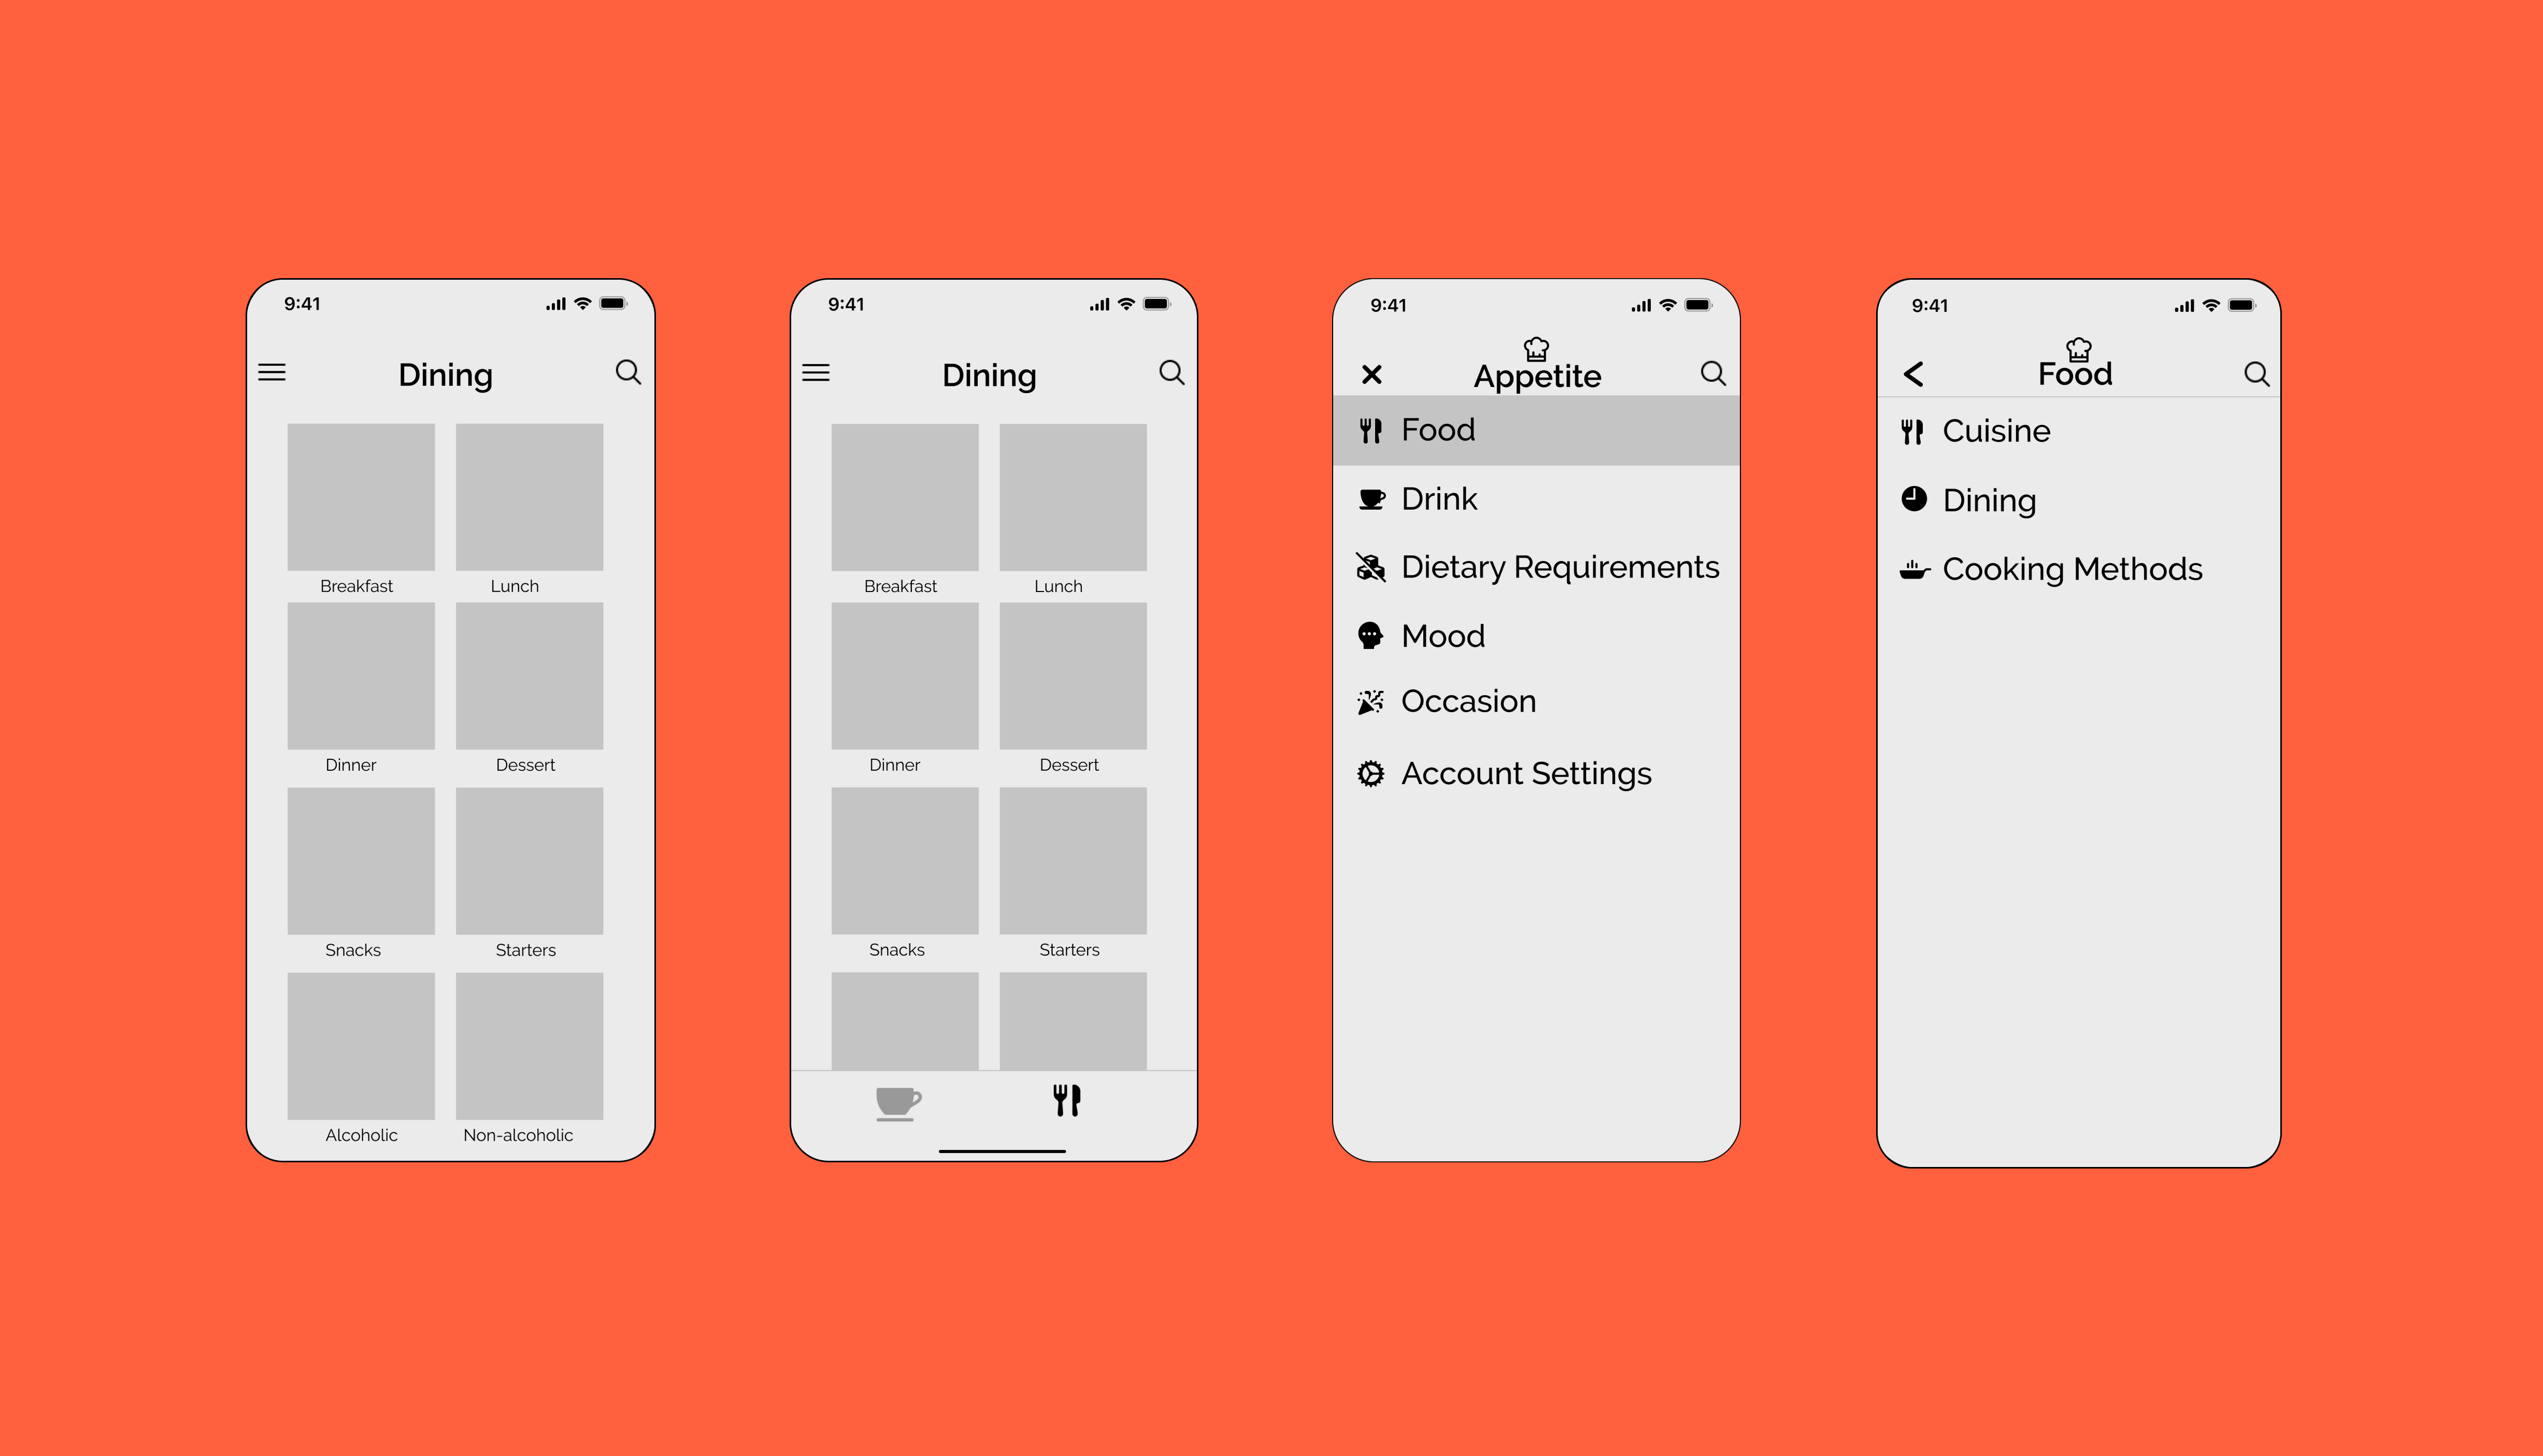 9:41
Dining
Breakfast Lunch
Dinner Dessert
Snacks Starters
Alcoholic Non-alcoholic
9:41
Dining
Breakfast Lunch
Dinner Dessert
Snacks Starters
9:41
Appetite
Food
Drink
Dietary Requirements
Mood
Occasion
Account Settings
9:41
Food
Cuisine
Dining
Cooking Methods